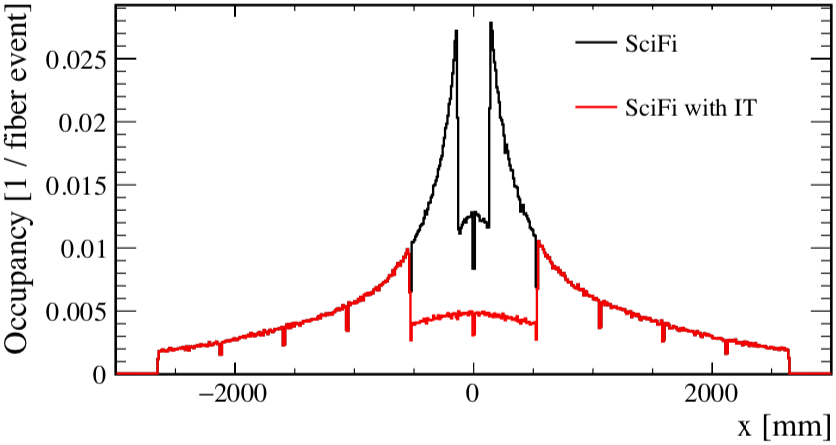 Occupancy [1 / fiber event]
0.025
0.02
0.015
0.01
0.005
0
−2000
0
2000
x [mm]
SciFi
SciFi with IT